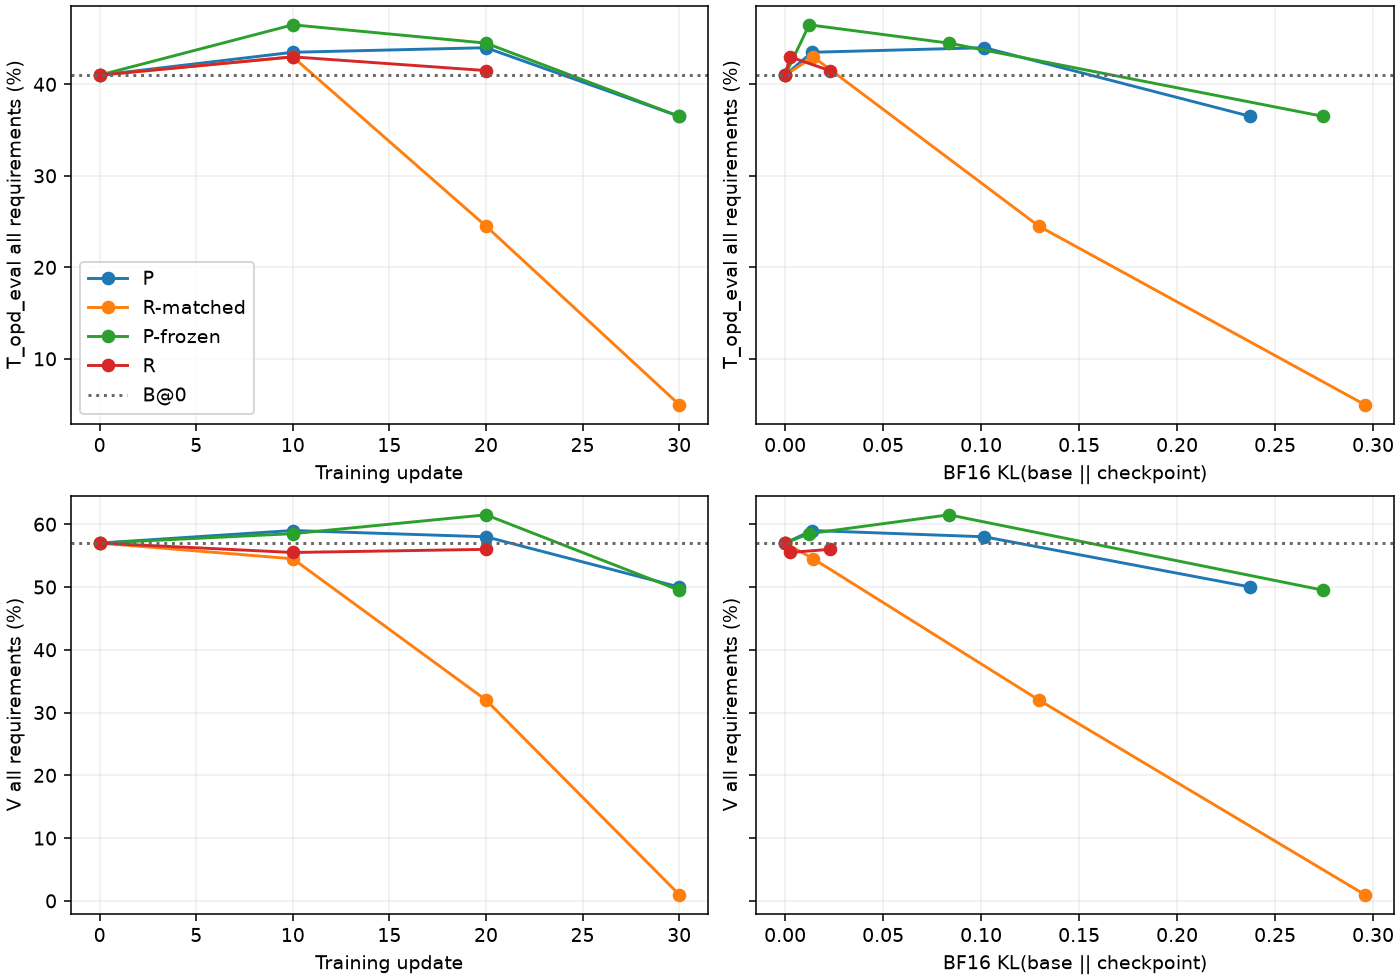 T_opd_eval all requirements (%)
40
30
20
10
P
R-matched
P-frozen
R
B@0
0 5 10 15 20 25 30
Training update
T_opd_eval all requirements (%)
0.00 0.05 0.10 0.15 0.20 0.25 0.30
BF16 KL(base || checkpoint)
V all requirements (%)
60
50
40
30
20
10
0
0 5 10 15 20 25 30
Training update
V all requirements (%)
0.00 0.05 0.10 0.15 0.20 0.25 0.30
BF16 KL(base || checkpoint)